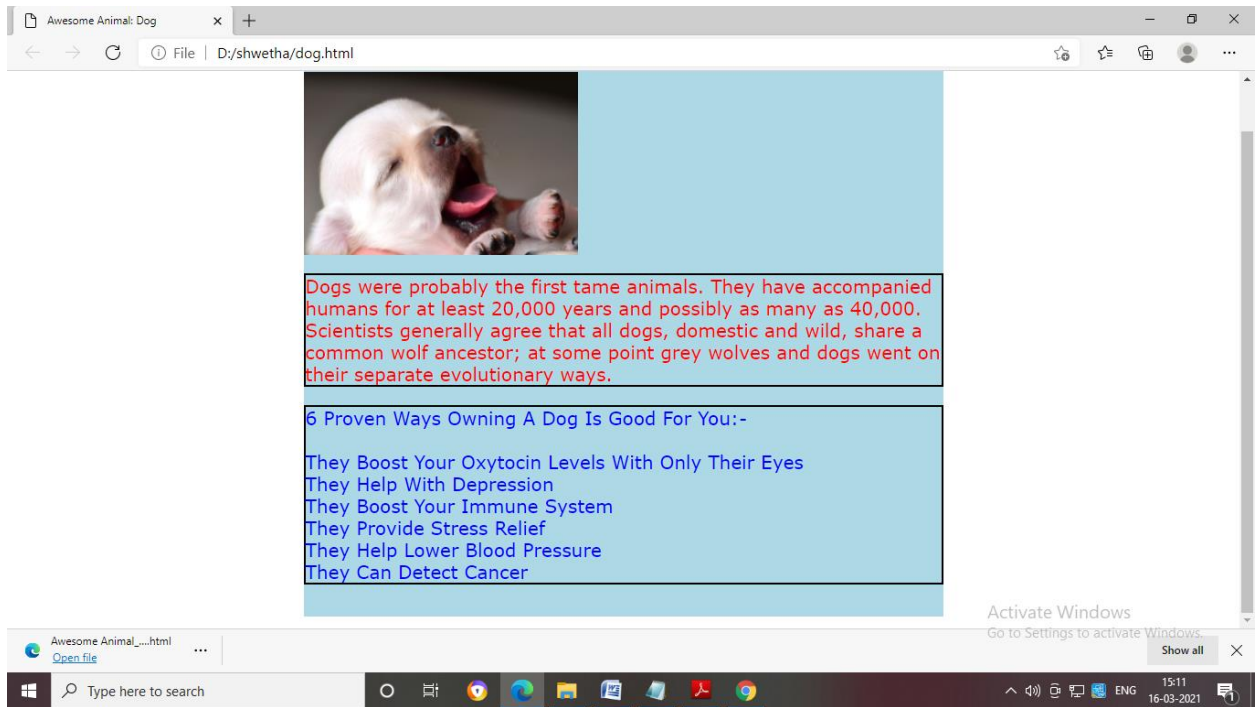 Awesome Animal: Dog
File | D:/shwetha/dog.html
Dogs were probably the first tame animals. They have accompanied
humans for at least 20,000 years and possibly as many as 40,000.
Scientists generally agree that all dogs, domestic and wild, share a
common wolf ancestor; at some point grey wolves and dogs went on
their separate evolutionary ways.
6 Proven Ways Owning A Dog Is Good For You:-
They Boost Your Oxytocin Levels With Only Their Eyes
They Help With Depression
They Boost Your Immune System
They Provide Stress Relief
They Help Lower Blood Pressure
They Can Detect Cancer
Activate Windows
Go to Settings to activate Windows.
Awesome Animal_....html
Open file
Show all
Type here to search
ENG
15:11
16-03-2021